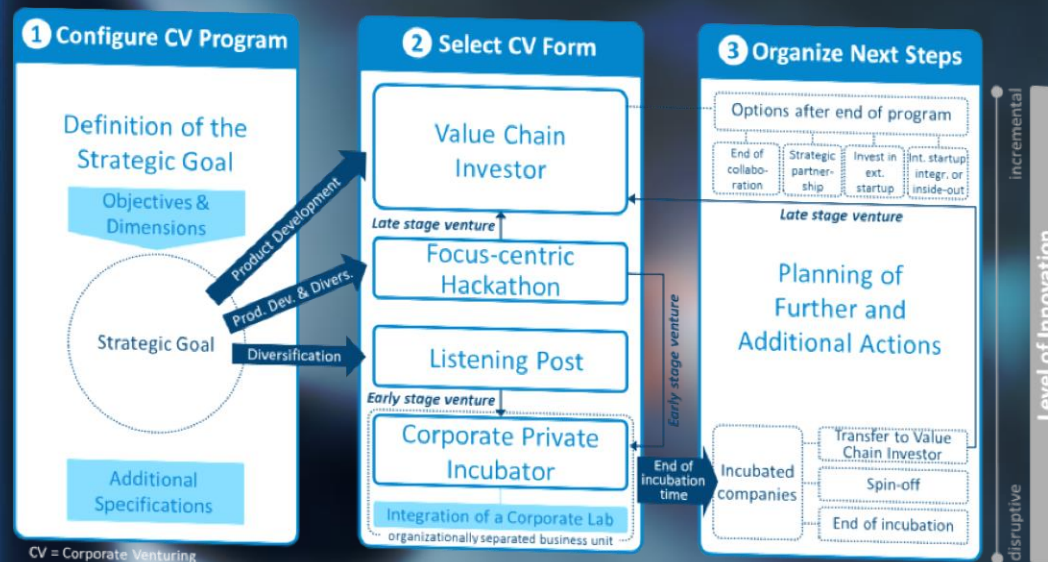 1 Configure CV Program
Definition of the
Strategic Goal
Objectives &
Dimensions
Strategic Goal
Additional
Specifications
CV = Corporate Venturing
Product Development
Prod. Dev. & Divers.
Diversification
2 Select CV Form
Value Chain
Investor
Late stage venture
Focus-centric
Hackathon
Listening Post
Early stage venture
Corporate Private
Incubator
Integration of a Corporate Lab
organizationally separated business unit
Early stage venture
End of
incubation
time
3 Organize Next Steps
Options after end of program
End of
collabo-
ration
Strategic
partner-
ship
Invest in
ext.
startup
Int. startup
integr. or
inside-out
Late stage venture
Planning of
Further and
Additional Actions
Incubated
companies
Transfer to Value
Chain Investor
Spin-off
End of incubation
incremental
Level of Innovation
disruptive